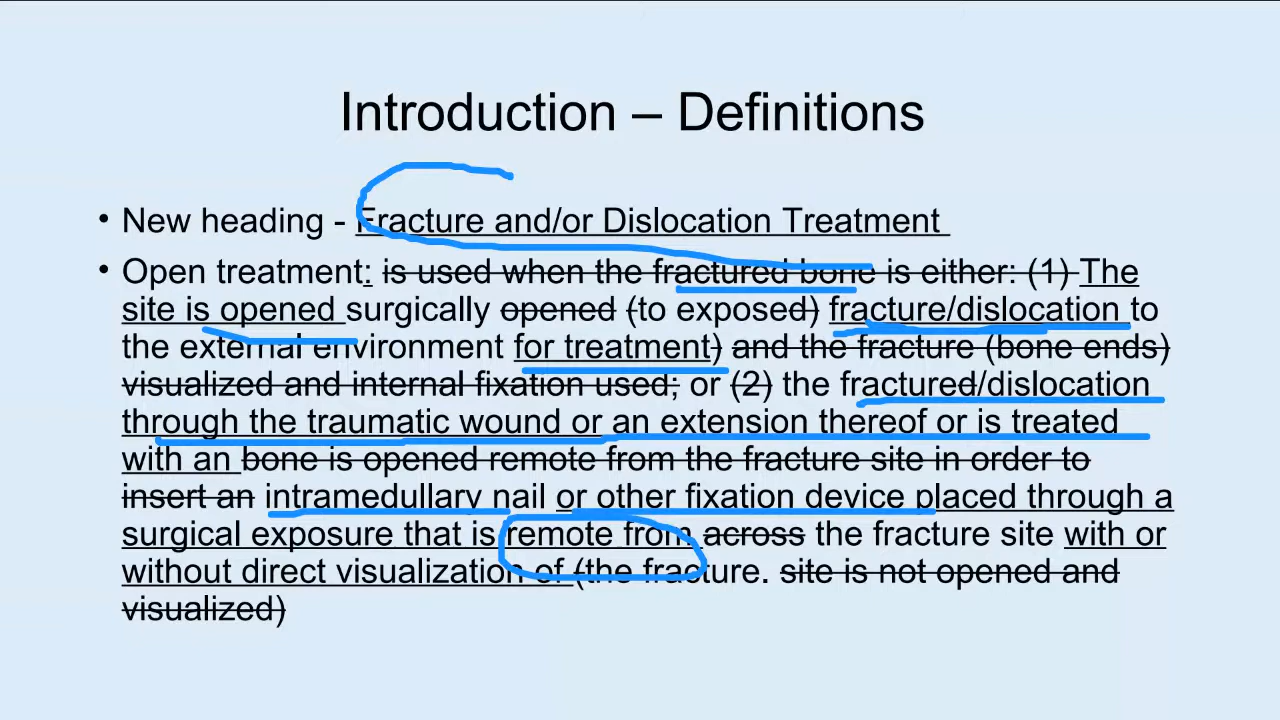 Introduction – Definitions
• New heading - Fracture and/or Dislocation Treatment
• Open treatment: is used when the fractured bone is either: (1) The
site is opened surgically opened (to exposed) fracture/dislocation to
the external environment for treatment) and the fracture (bone ends)
visualized and internal fixation used; or (2) the fractured/dislocation
through the traumatic wound or an extension thereof or is treated
with an bone is opened remote from the fracture site in order to
insert an intramedullary nail or other fixation device placed through a
surgical exposure that is remote from across the fracture site with or
without direct visualization of (the fracture. site is not opened and
visualized)